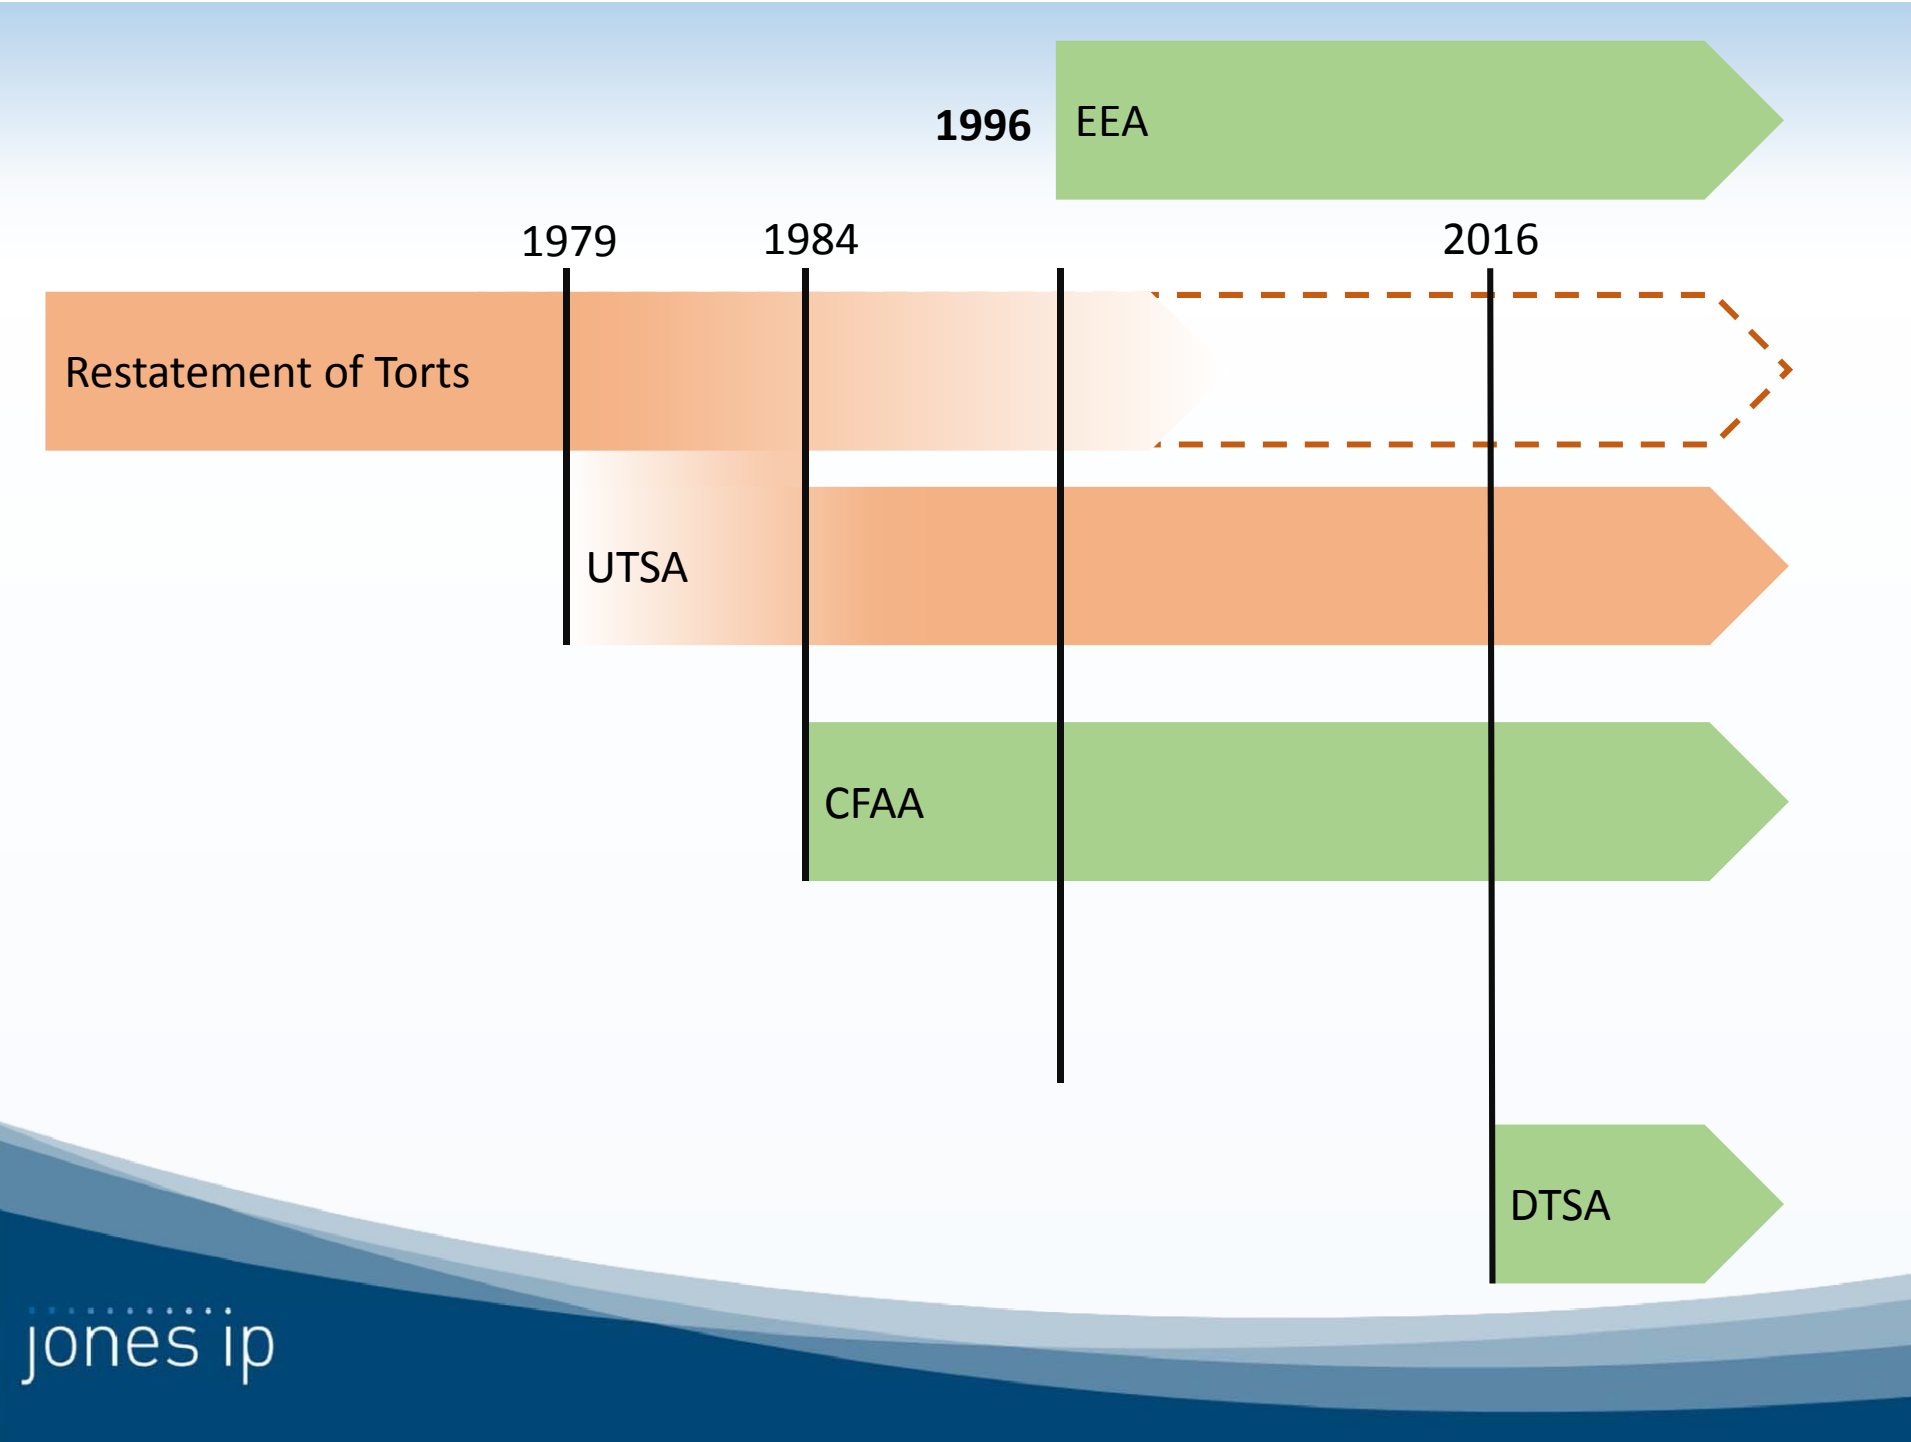 1996
EEA
1979
1984
2016
Restatement of Torts
UTSA
CFAA
DTSA
jones ip